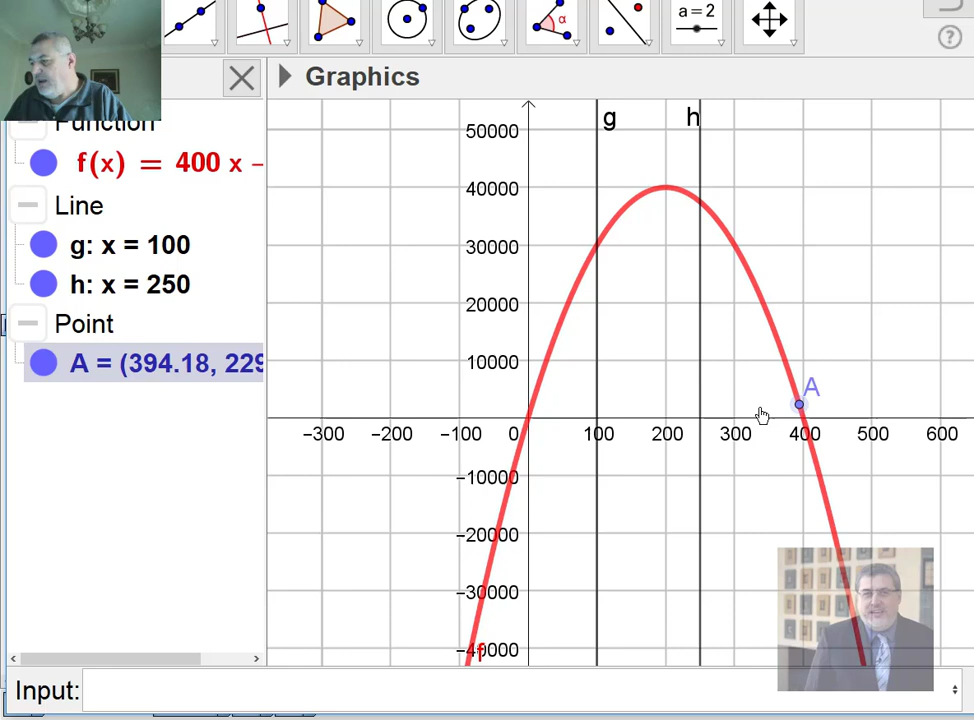 α
a=2
Graphics
Function
f(x) = 400 x −
Line
g: x = 100
h: x = 250
Point
A = (394.18, 229
g
h
50000
40000
30000
20000
10000
A
−300 −200 −100 0 100 200 300 400 500 600
−10000
−20000
−30000
−40000
f
Input: